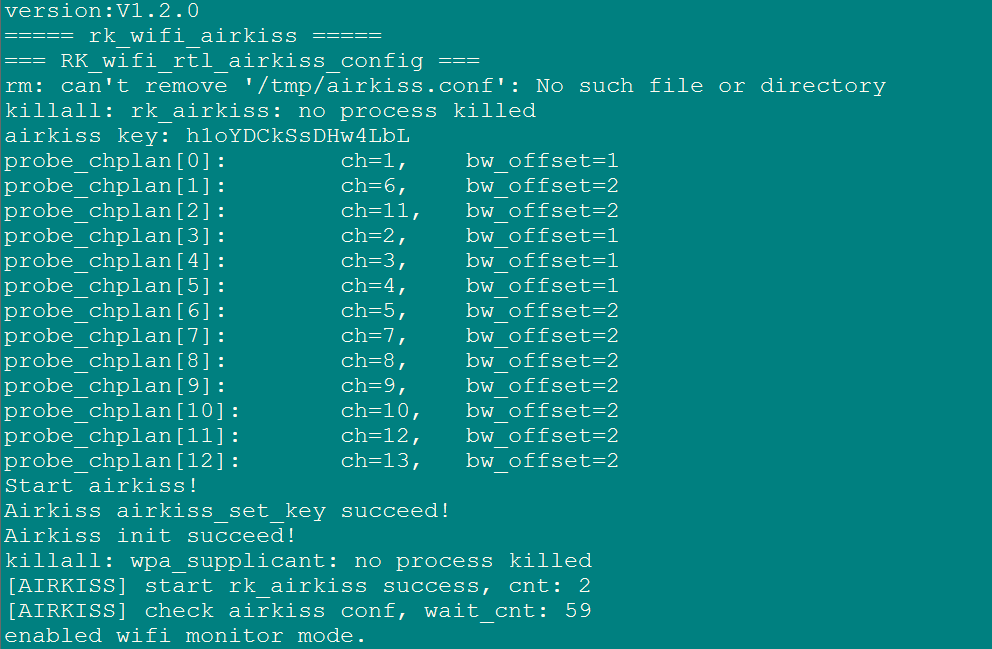 version:V1.2.0
===== rk_wifi_airkiss =====
=== RK_wifi_rtl_airkiss_config ===
rm: can't remove '/tmp/airkiss.conf': No such file or directory
killall: rk_airkiss: no process killed
airkiss key: h1oYDCkSsDHw4LbL
probe_chplan[0]:        ch=1,    bw_offset=1
probe_chplan[1]:        ch=6,    bw_offset=2
probe_chplan[2]:        ch=11,   bw_offset=2
probe_chplan[3]:        ch=2,    bw_offset=1
probe_chplan[4]:        ch=3,    bw_offset=1
probe_chplan[5]:        ch=4,    bw_offset=1
probe_chplan[6]:        ch=5,    bw_offset=2
probe_chplan[7]:        ch=7,    bw_offset=2
probe_chplan[8]:        ch=8,    bw_offset=2
probe_chplan[9]:        ch=9,    bw_offset=2
probe_chplan[10]:       ch=10,   bw_offset=2
probe_chplan[11]:       ch=12,   bw_offset=2
probe_chplan[12]:       ch=13,   bw_offset=2
Start airkiss!
Airkiss airkiss_set_key succeed!
Airkiss init succeed!
killall: wpa_supplicant: no process killed
[AIRKISS] start rk_airkiss success, cnt: 2
[AIRKISS] check airkiss conf, wait_cnt: 59
enabled wifi monitor mode.